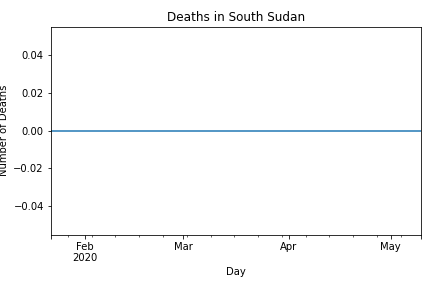 Deaths in South Sudan
Number of Deaths
0.04
0.02
0.00
−0.02
−0.04
Feb
2020
Mar
Apr
May
Day